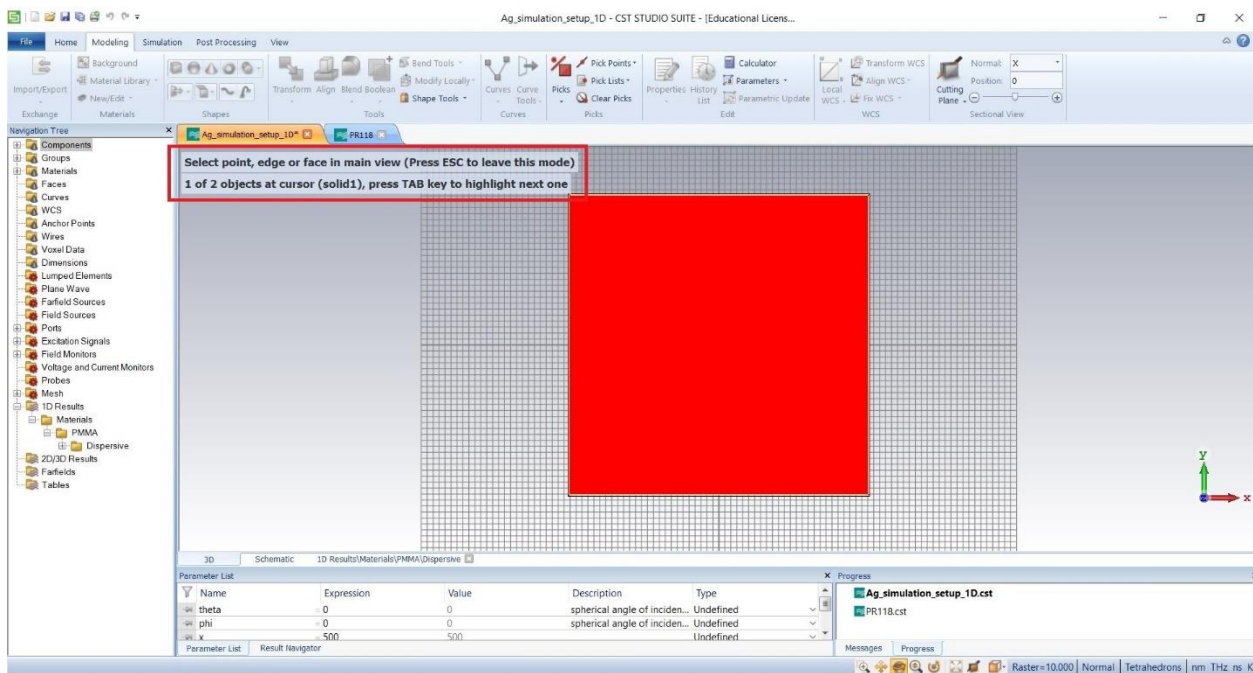 Ag_simulation_setup_1D - CST STUDIO SUITE - [Educational Licens...
File Home Modeling Simulation Post Processing View
Import/Export
Background
Material Library
New/Edit
Transform Align Blend Boolean
Bend Tools
Modify Locally
Shape Tools
Curves Curve Tools
Picks
Pick Points
Pick Lists
Clear Picks
Properties History List
Calculator
Parameters
Parametric Update
Local WCS
Transform WCS
Align WCS
Fix WCS
Cutting Plane
Normal: X
Position: 0
Exchange Materials Shapes Tools Curves Picks Edit WCS Sectional View
Navigation Tree
Components
Groups
Materials
Faces
Curves
WCS
Anchor Points
Wires
Voxel Data
Dimensions
Lumped Elements
Plane Wave
Farfield Sources
Field Sources
Ports
Excitation Signals
Field Monitors
Voltage and Current Monitors
Probes
Mesh
1D Results
Materials
PMMA
Dispersive
2D/3D Results
Farfields
Tables
Ag_simulation_setup_1D* PR118
Select point, edge or face in main view (Press ESC to leave this mode)
1 of 2 objects at cursor (solid1), press TAB key to highlight next one
y
x
3D Schematic 1D Results\Materials\PMMA\Dispersive
Parameter List
Name Expression Value Description Type
theta = 0 0 spherical angle of inciden... Undefined
phi = 0 0 spherical angle of inciden... Undefined
x = 500 500 Undefined
Parameter List Result Navigator
Progress
Ag_simulation_setup_1D.cst
PR118.cst
Messages Progress
Raster=10.000 Normal Tetrahedrons nm THz ns K